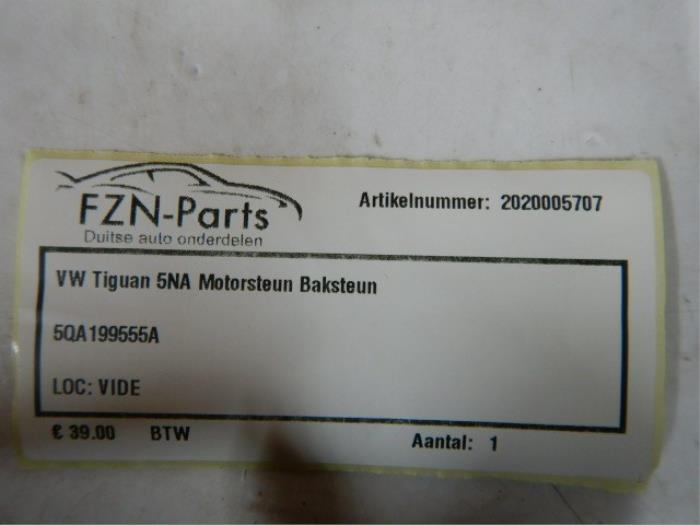 FZN-Parts
Duitse auto onderdelen
Artikelnummer: 2020005707
VW Tiguan 5NA Motorsteun Baksteun
5QA199555A
LOC: VIDE
€ 39.00 BTW
Aantal: 1